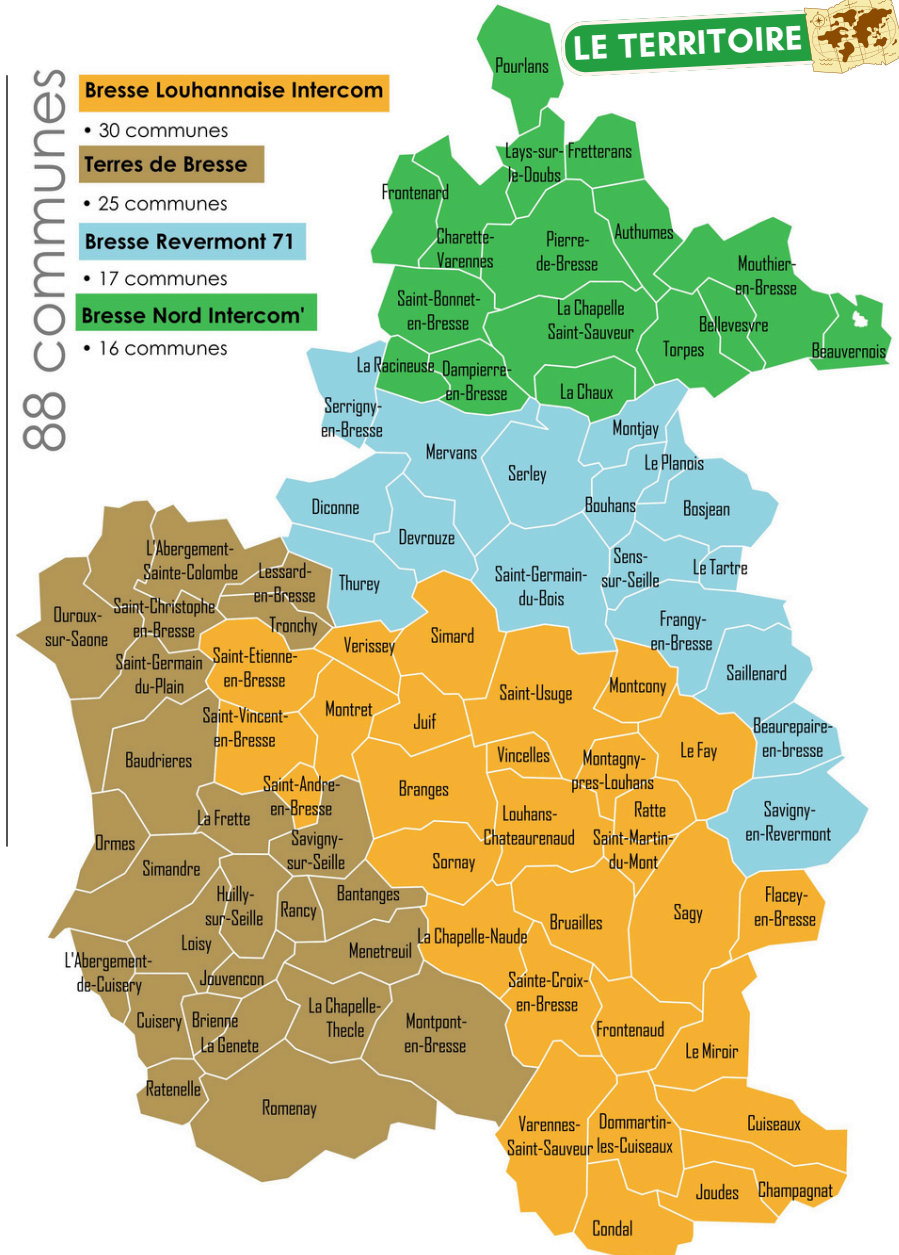 LE TERRITOIRE
88 communes
Bresse Louhannaise Intercom
• 30 communes
Terres de Bresse
• 25 communes
Bresse Revermont 71
• 17 communes
Bresse Nord Intercom'
• 16 communes
Pourlans
Lays-sur-
le-Doubs
Fretterans
Frontenard
Charette-
Varennes
Pierre-
de-Bresse
Authumes
Mouthier-
en-Bresse
Saint-Bonnet-
en-Bresse
La Chapelle
Saint-Sauveur
Bellevesvre
Torpes
Beauvernois
La Racineuse
Dampierre-
en-Bresse
La Chaux
Serrigny-
en-Bresse
Montjay
Mervans
Serley
Le Planois
Bouhans
Bosjean
Diconne
Devrouze
Sens-
sur-Seille
Le Tartre
Thurey
Saint-Germain-
du-Bois
Frangy-
en-Bresse
Saillenard
Beaurepaire-
en-bresse
Savigny-
en-Revermont
L'Abergement-
Sainte-Colombe
Lessard-
en-Bresse
Ouroux-
sur-Saone
Saint-Christophe
en-Bresse
Tronchy
Saint-Germain
du-Plain
Verissey
Simard
Saint-Etienne-
en-Bresse
Saint-Usuge
Montcony
Montret
Juif
Saint-Vincent-
en-Bresse
Baudrieres
Vincelles
Montagny-
pres-Louhans
Le Fay
Saint-Andre-
en-Bresse
Branges
La Frette
Louhans-
Chateaurenaud
Ratte
Saint-Martin-
du-Mont
Ormes
Simandre
Savigny-
sur-Seille
Sornay
Huilly-
sur-Seille
Rancy
Bantanges
Bruailles
Sagy
Flacey-
en-Bresse
Loisy
Menetreuil
La Chapelle-Naude
L'Abergement-
de-Cuisery
Jouvencon
Sainte-Croix-
en-Bresse
Cuisery
Brienne
La Genete
La Chapelle-
Thecle
Montpont-
en-Bresse
Frontenaud
Le Miroir
Ratenelle
Romenay
Varennes-
Saint-Sauveur
Dommartin-
les-Cuiseaux
Cuiseaux
Joudes
Champagnat
Condal